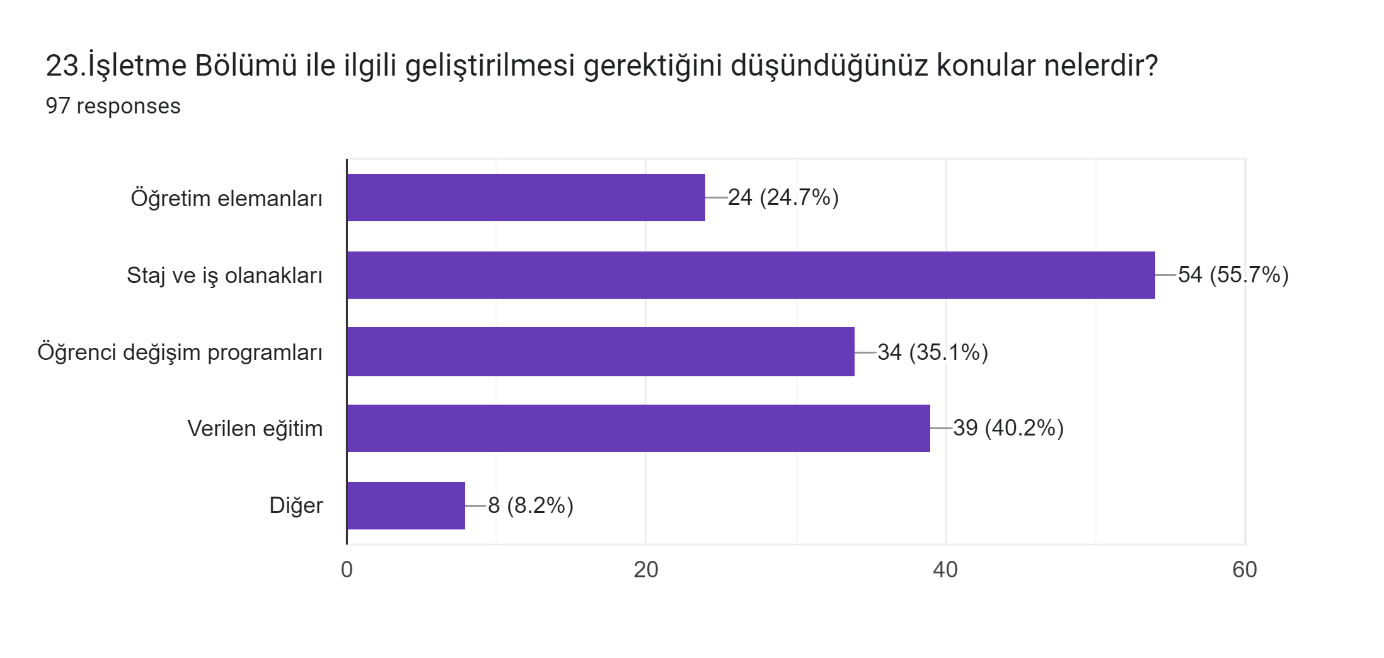 23.İşletme Bölümü ile ilgili geliştirilmesi gerektiğini düşündüğünüz konular nelerdir?
97 responses
Öğretim elemanları 24 (24.7%)
Staj ve iş olanakları 54 (55.7%)
Öğrenci değişim programları 34 (35.1%)
Verilen eğitim 39 (40.2%)
Diğer 8 (8.2%)
0 20 40 60